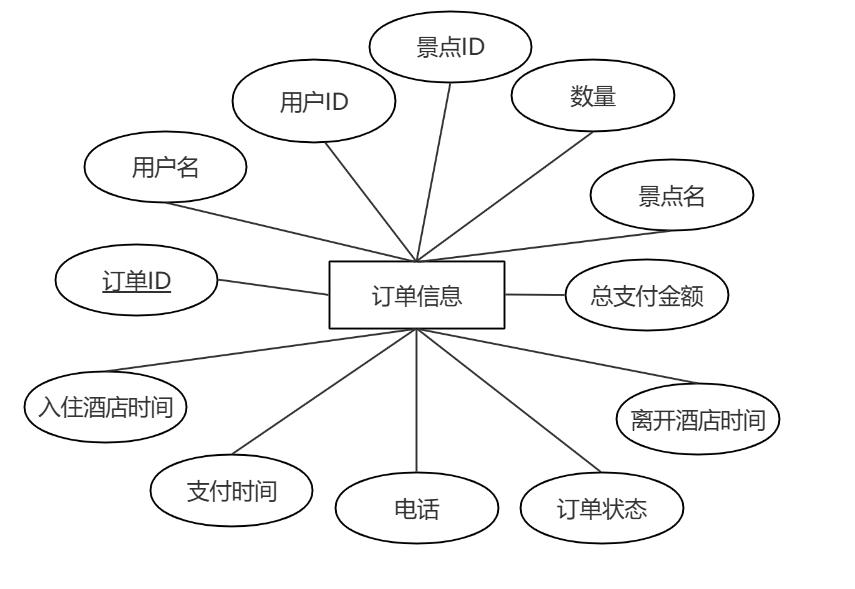 景点ID
用户ID
数量
用户名
景点名
订单ID
订单信息
总支付金额
入住酒店时间
离开酒店时间
支付时间
电话
订单状态